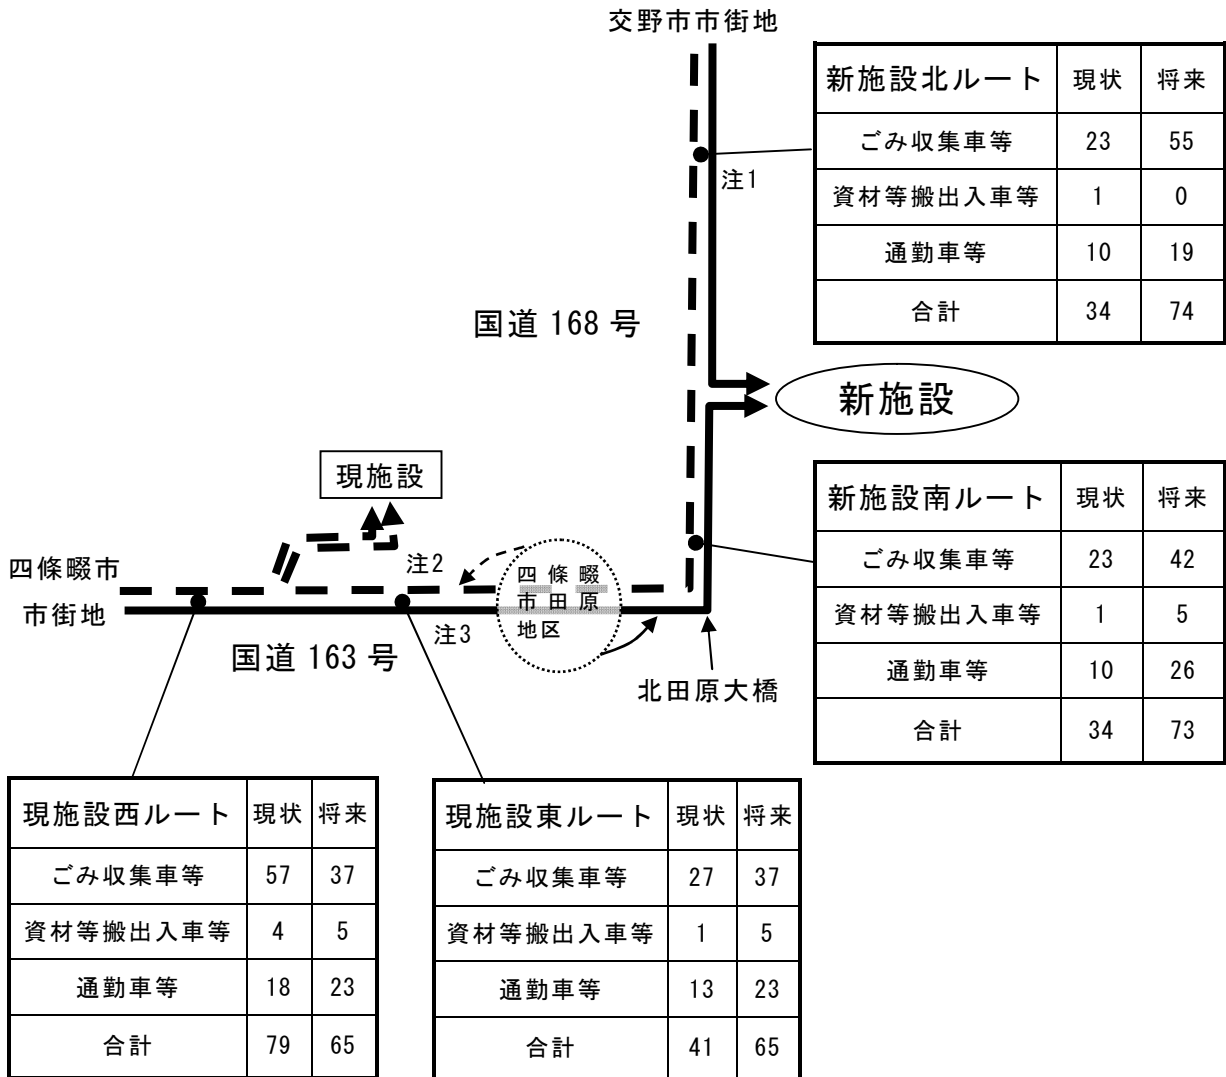 交野市市街地
新施設北ルート 現状 将来
ごみ収集車等 23 55
資材等搬出入車等 1 0
通勤車等 10 19
合計 34 74
注1
国道 168 号
新施設
現施設
新施設南ルート 現状 将来
ごみ収集車等 23 42
資材等搬出入車等 1 5
通勤車等 10 26
合計 34 73
四條畷市
市街地
注2
四條畷
市田原
地区
注3
国道 163 号
北田原大橋
現施設西ルート 現状 将来
ごみ収集車等 57 37
資材等搬出入車等 4 5
通勤車等 18 23
合計 79 65
現施設東ルート 現状 将来
ごみ収集車等 27 37
資材等搬出入車等 1 5
通勤車等 13 23
合計 41 65